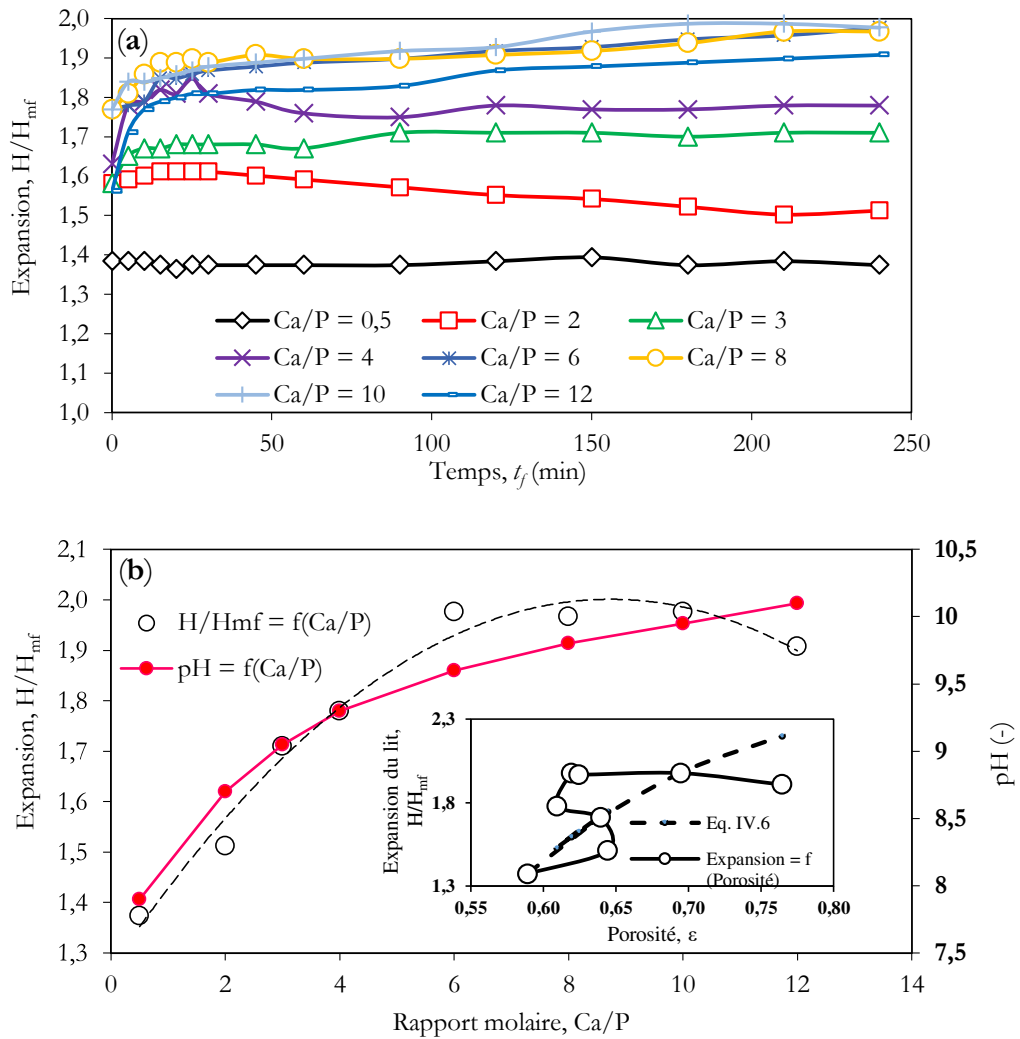 (a)
Expansion, H/Hmf
2,0
1,9
1,8
1,7
1,6
1,5
1,4
1,3
1,2
1,1
1,0
Ca/P = 0,5 Ca/P = 2 Ca/P = 3
Ca/P = 4 Ca/P = 6 Ca/P = 8
Ca/P = 10 Ca/P = 12
0 50 100 150 200 250
Temps, tf (min)
(b)
Expansion, H/Hmf
2,1
2,0
1,9
1,8
1,7
1,6
1,5
1,4
1,3
H/Hmf = f(Ca/P)
pH = f(Ca/P)
10,5
10
9,5
9
8,5
8
7,5
pH (-)
Expansion du lit,
H/Hmf
2,3
1,8
1,3
Eq. IV.6
Expansion = f
(Porosité)
0,55 0,60 0,65 0,70 0,75 0,80
Porosité, ε
0 2 4 6 8 10 12 14
Rapport molaire, Ca/P